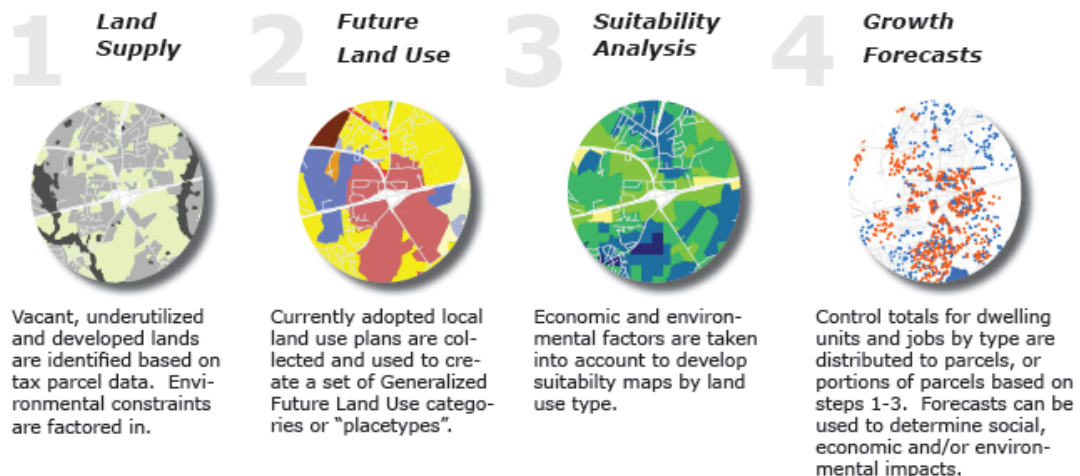 1
Land
Supply
Vacant, underutilized
and developed lands
are identified based on
tax parcel data.  Envi-
ronmental constraints
are factored in.
2
Future
Land Use
Currently adopted local
land use plans are col-
lected and used to cre-
ate a set of Generalized
Future Land Use catego-
ries or “placetypes”.
3
Suitability
Analysis
Economic and environ-
mental factors are taken
into account to develop
suitabilty maps by land
use type.
4
Growth
Forecasts
Control totals for dwelling
units and jobs by type are
distributed to parcels, or
portions of parcels based on
steps 1-3.  Forecasts can be
used to determine social,
economic and/or environ-
mental impacts.